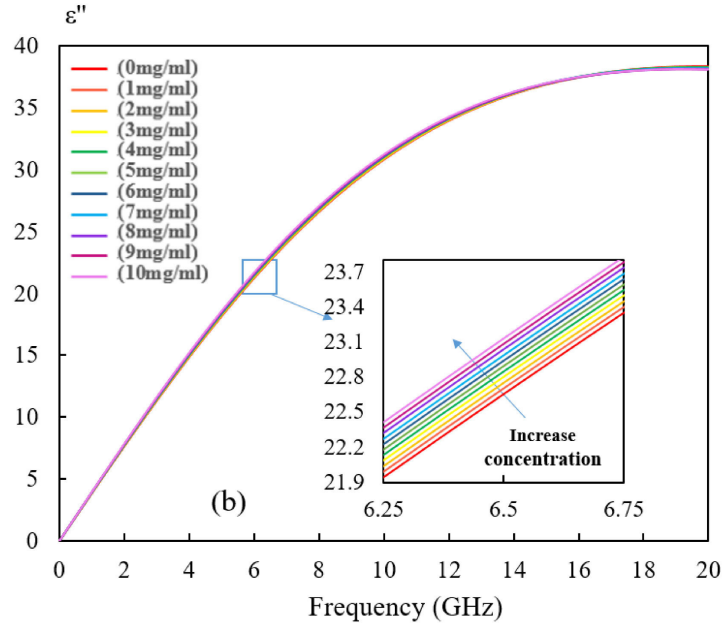 ε"
40
35
30
25
20
15
10
5
0
(0mg/ml)
(1mg/ml)
(2mg/ml)
(3mg/ml)
(4mg/ml)
(5mg/ml)
(6mg/ml)
(7mg/ml)
(8mg/ml)
(9mg/ml)
(10mg/ml)
23.7
23.4
23.1
22.8
22.5
22.2
21.9
Increase
concentration
6.25 6.5 6.75
(b)
0 2 4 6 8 10 12 14 16 18 20
Frequency (GHz)